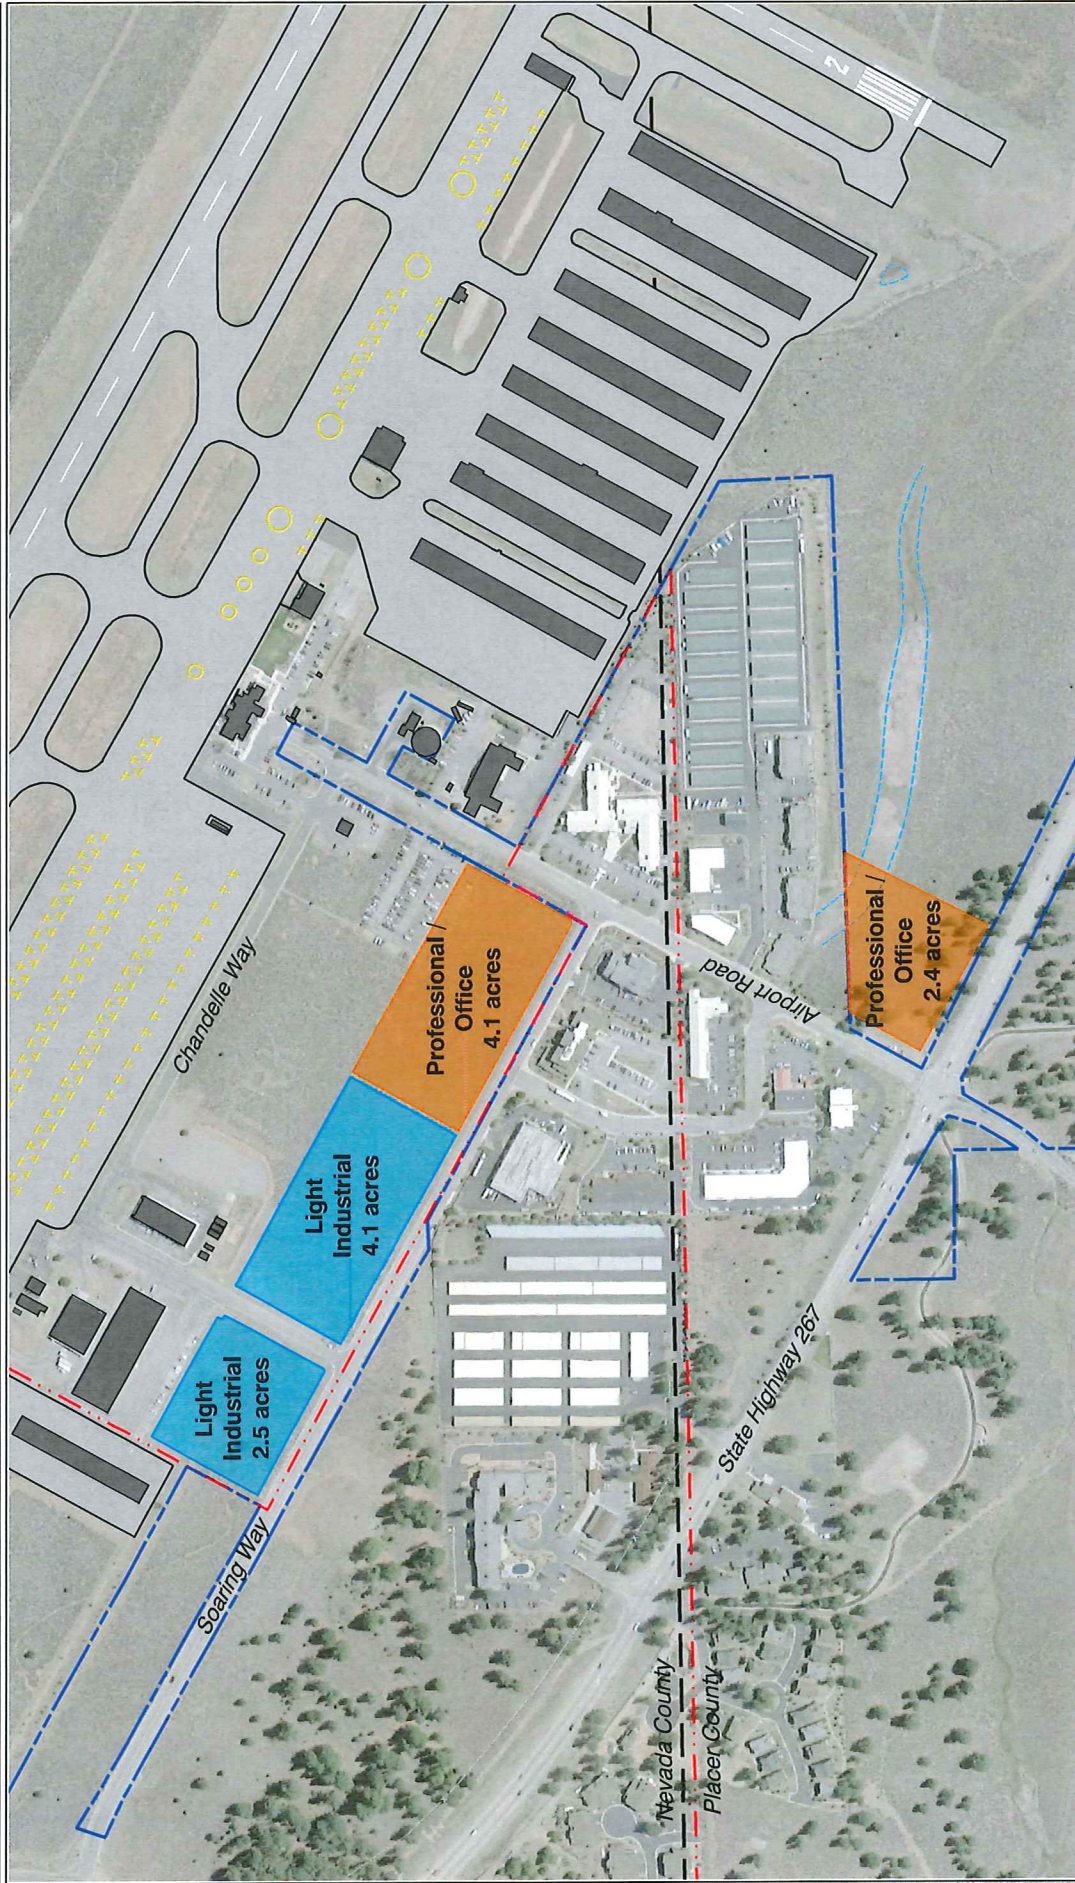 Chandelle Way
Light
Industrial
2.5 acres
Light
Industrial
4.1 acres
Professional /
Office
4.1 acres
Soaring Way
Airport Road
Professional /
Office
2.4 acres
State Highway 267
Nevada County
Placer County
2